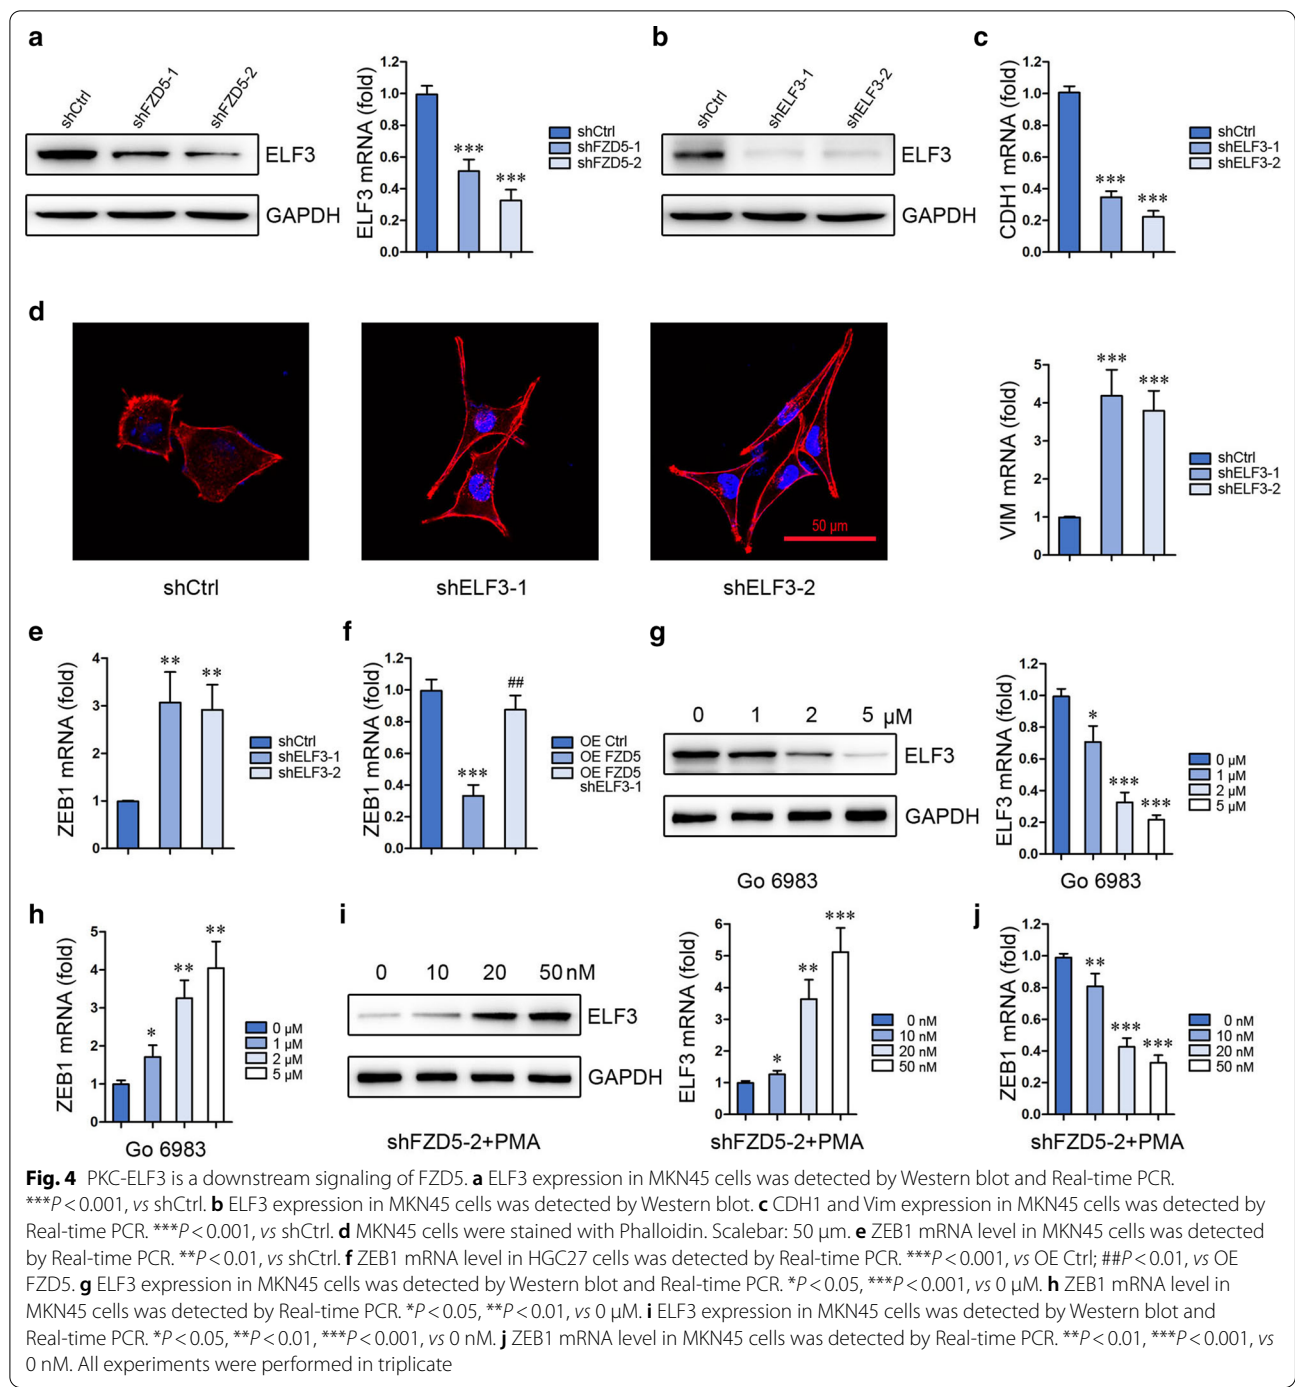 a
shCtrl
shFZD5-1
shFZD5-2
ELF3
GAPDH
ELF3 mRNA (fold)
1.2
1.0
0.8
0.6
0.4
0.2
0.0
***
***
shCtrl
shFZD5-1
shFZD5-2
b
shCtrl
shELF3-1
shELF3-2
ELF3
GAPDH
c
CDH1 mRNA (fold)
1.2
1.0
0.8
0.6
0.4
0.2
0.0
***
***
shCtrl
shELF3-1
shELF3-2
d
50 µm
shCtrl
shELF3-1
shELF3-2
VIM mRNA (fold)
5
4
3
2
1
0
***
***
shCtrl
shELF3-1
shELF3-2
e
ZEB1 mRNA (fold)
4
3
2
1
0
**
**
shCtrl
shELF3-1
shELF3-2
f
ZEB1 mRNA (fold)
1.2
1.0
0.8
0.6
0.4
0.2
0.0
***
##
OE Ctrl
OE FZD5
OE FZD5
shELF3-1
g
0 1 2 5 µM
ELF3
GAPDH
Go 6983
ELF3 mRNA (fold)
1.2
1.0
0.8
0.6
0.4
0.2
0.0
*
***
***
0 µM
1 µM
2 µM
5 µM
Go 6983
h
ZEB1 mRNA (fold)
5
4
3
2
1
0
*
**
**
0 µM
1 µM
2 µM
5 µM
Go 6983
i
0 10 20 50 nM
ELF3
GAPDH
shFZD5-2+PMA
ELF3 mRNA (fold)
6
5
4
3
2
1
0
*
**
***
0 nM
10 nM
20 nM
50 nM
shFZD5-2+PMA
j
ZEB1 mRNA (fold)
1.2
1.0
0.8
0.6
0.4
0.2
0.0
**
***
***
0 nM
10 nM
20 nM
50 nM
shFZD5-2+PMA
Fig. 4 PKC-ELF3 is a downstream signaling of FZD5. a ELF3 expression in MKN45 cells was detected by Western blot and Real-time PCR.
***P < 0.001, vs shCtrl. b ELF3 expression in MKN45 cells was detected by Western blot. c CDH1 and Vim expression in MKN45 cells was detected by
Real-time PCR. ***P < 0.001, vs shCtrl. d MKN45 cells were stained with Phalloidin. Scalebar: 50 µm. e ZEB1 mRNA level in MKN45 cells was detected
by Real-time PCR. **P < 0.01, vs shCtrl. f ZEB1 mRNA level in HGC27 cells was detected by Real-time PCR. ***P < 0.001, vs OE Ctrl; ##P < 0.01, vs OE
FZD5. g ELF3 expression in MKN45 cells was detected by Western blot and Real-time PCR. *P < 0.05, ***P < 0.001, vs 0 µM. h ZEB1 mRNA level in
MKN45 cells was detected by Real-time PCR. *P < 0.05, **P < 0.01, vs 0 µM. i ELF3 expression in MKN45 cells was detected by Western blot and
Real-time PCR. *P < 0.05, **P < 0.01, ***P < 0.001, vs 0 nM. j ZEB1 mRNA level in MKN45 cells was detected by Real-time PCR. **P < 0.01, ***P < 0.001, vs
0 nM. All experiments were performed in triplicate